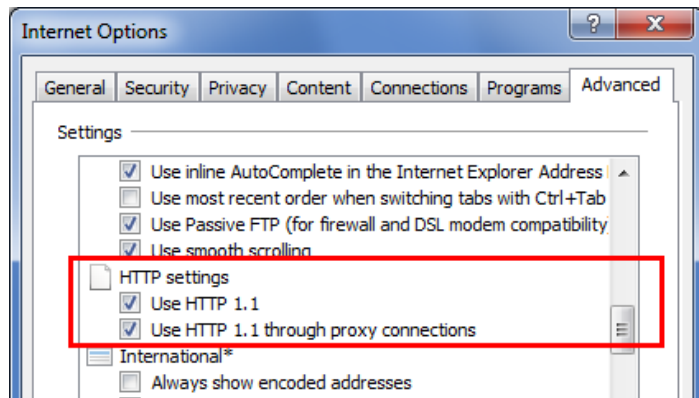 Internet Options
General Security Privacy Content Connections Programs Advanced
Settings
Use inline AutoComplete in the Internet Explorer Address
Use most recent order when switching tabs with Ctrl+Tab
Use Passive FTP (for firewall and DSL modem compatibility)
Use smooth scrolling
HTTP settings
Use HTTP 1.1
Use HTTP 1.1 through proxy connections
International*
Always show encoded addresses